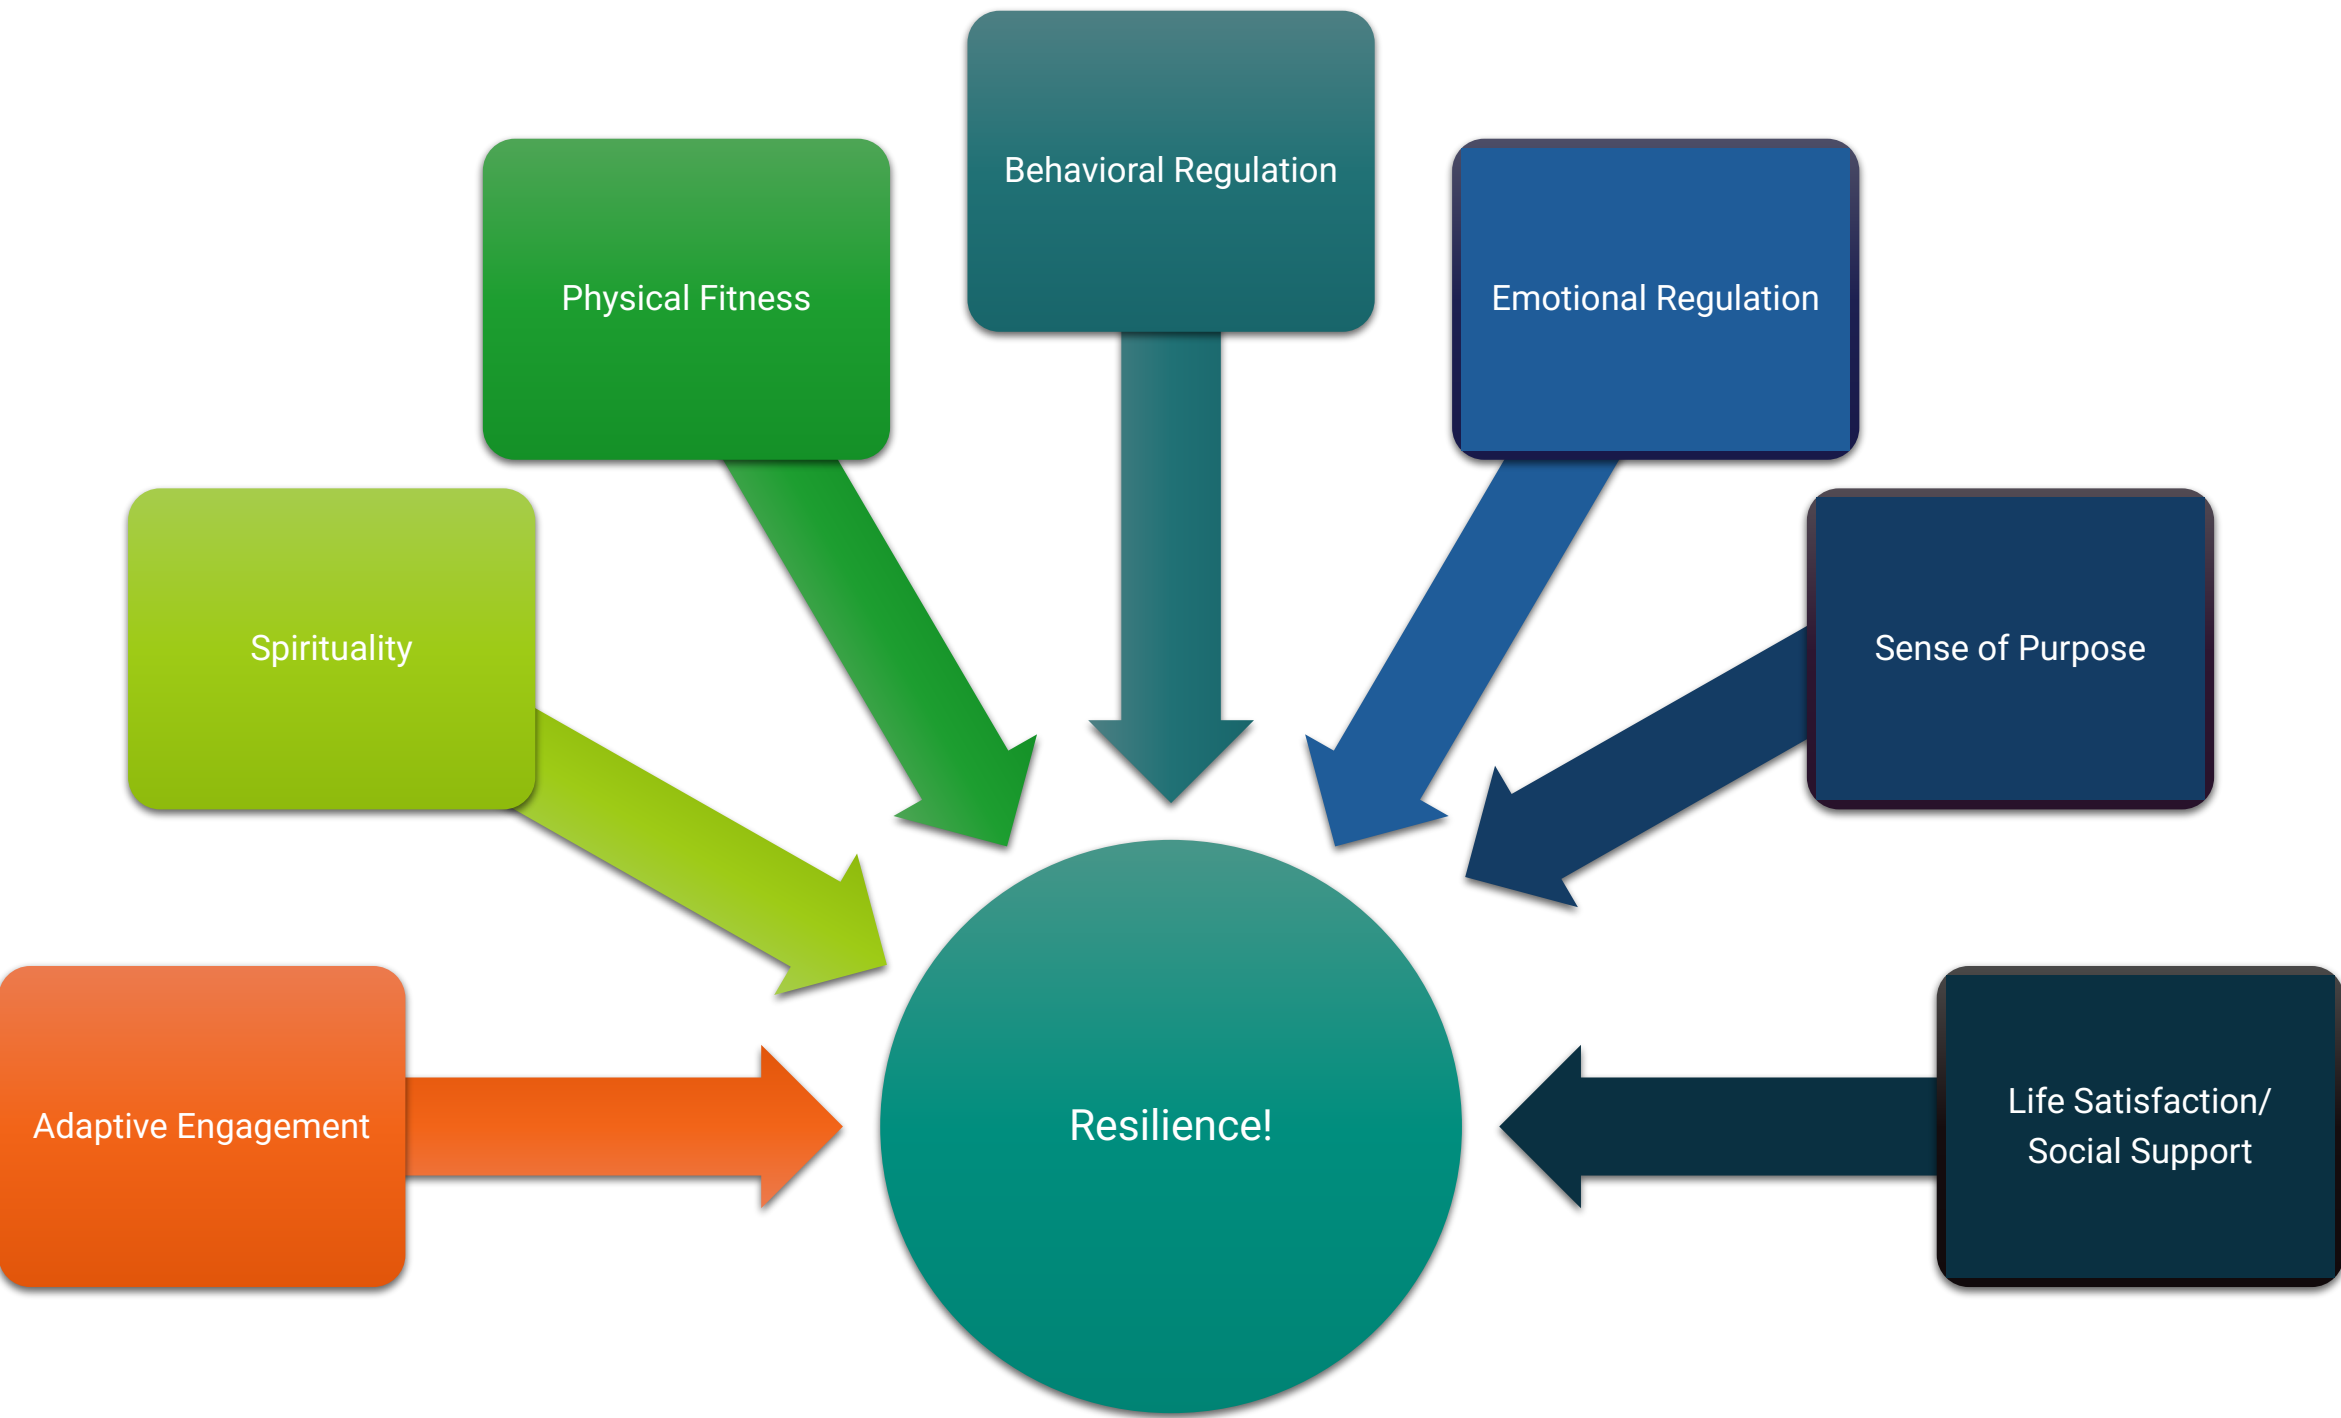 Behavioral Regulation
Physical Fitness
Emotional Regulation
Spirituality
Sense of Purpose
Adaptive Engagement
Resilience!
Life Satisfaction/
Social Support